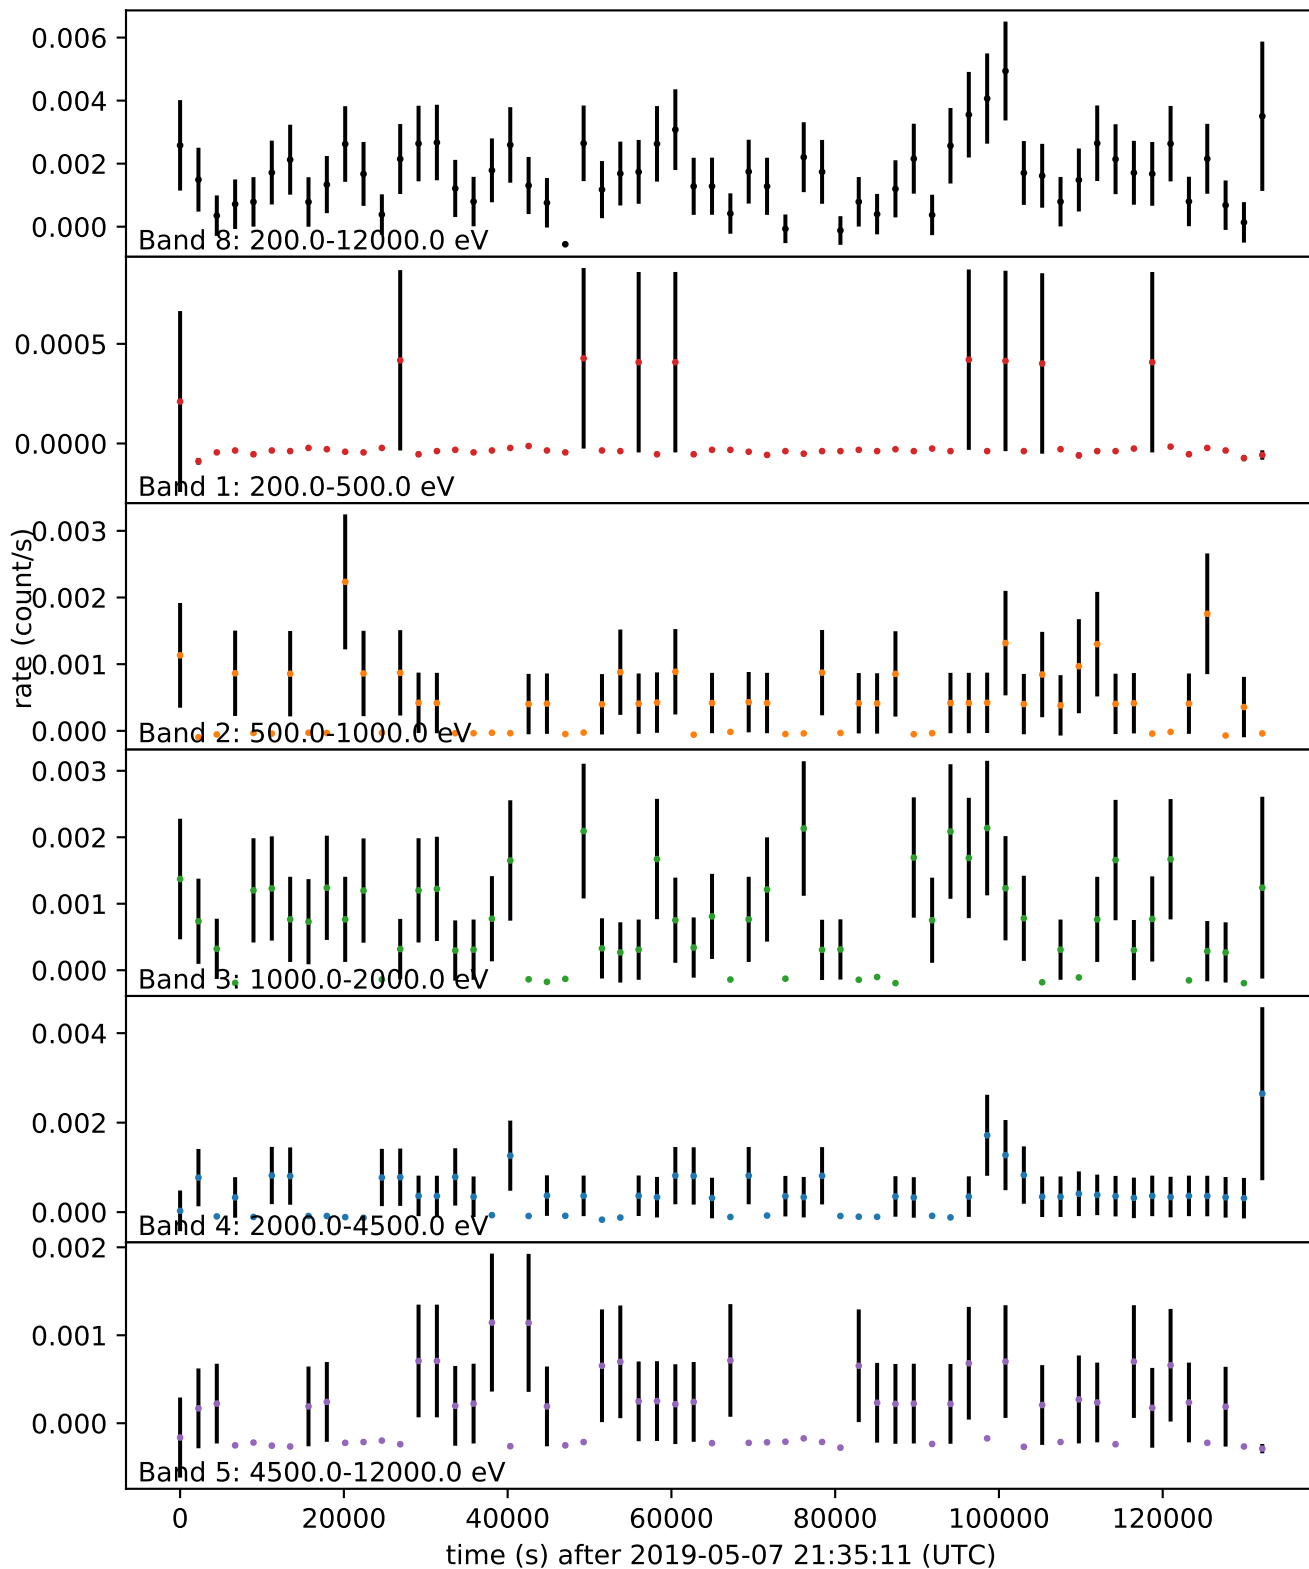 0.006
0.004
0.002
0.000
Band 8: 200.0-12000.0 eV
0.0005
0.0000
Band 1: 200.0-500.0 eV
rate (count/s)
0.003
0.002
0.001
0.000
Band 2: 500.0-1000.0 eV
0.003
0.002
0.001
0.000
Band 3: 1000.0-2000.0 eV
0.004
0.002
0.000
Band 4: 2000.0-4500.0 eV
0.002
0.001
0.000
Band 5: 4500.0-12000.0 eV
0 20000 40000 60000 80000 100000 120000
time (s) after 2019-05-07 21:35:11 (UTC)